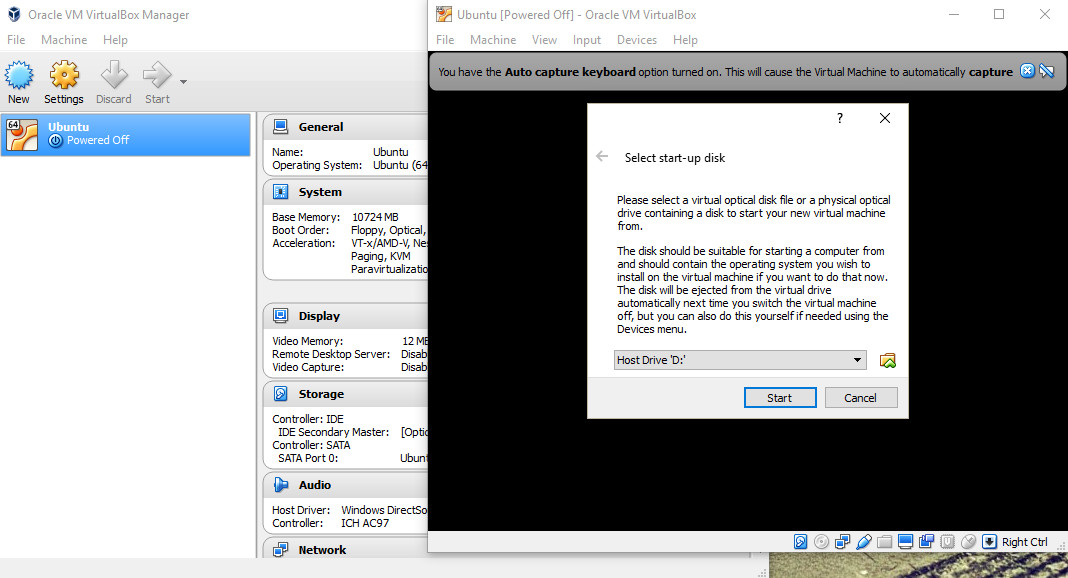 Oracle VM VirtualBox Manager
File Machine Help
New Settings Discard Start
64
Ubuntu
Powered Off
General
Name: Ubuntu
Operating System: Ubuntu (64
System
Base Memory: 10724 MB
Boot Order: Floppy, Optical,
Acceleration: VT-x/AMD-V, Nes
Paging, KVM
Paravirtualizatio
Display
Video Memory: 12 MB
Remote Desktop Server: Disab
Video Capture: Disab
Storage
Controller: IDE
IDE Secondary Master: [Optic
Controller: SATA
SATA Port 0: Ubunt
Audio
Host Driver: Windows DirectSo
Controller: ICH AC97
Network
Ubuntu [Powered Off] - Oracle VM VirtualBox
File Machine View Input Devices Help
You have the Auto capture keyboard option turned on. This will cause the Virtual Machine to automatically capture
?
Select start-up disk
Please select a virtual optical disk file or a physical optical
drive containing a disk to start your new virtual machine
from.
The disk should be suitable for starting a computer from
and should contain the operating system you wish to
install on the virtual machine if you want to do that now.
The disk will be ejected from the virtual drive
automatically next time you switch the virtual machine
off, but you can also do this yourself if needed using the
Devices menu.
Host Drive 'D:'
Start Cancel
Right Ctrl